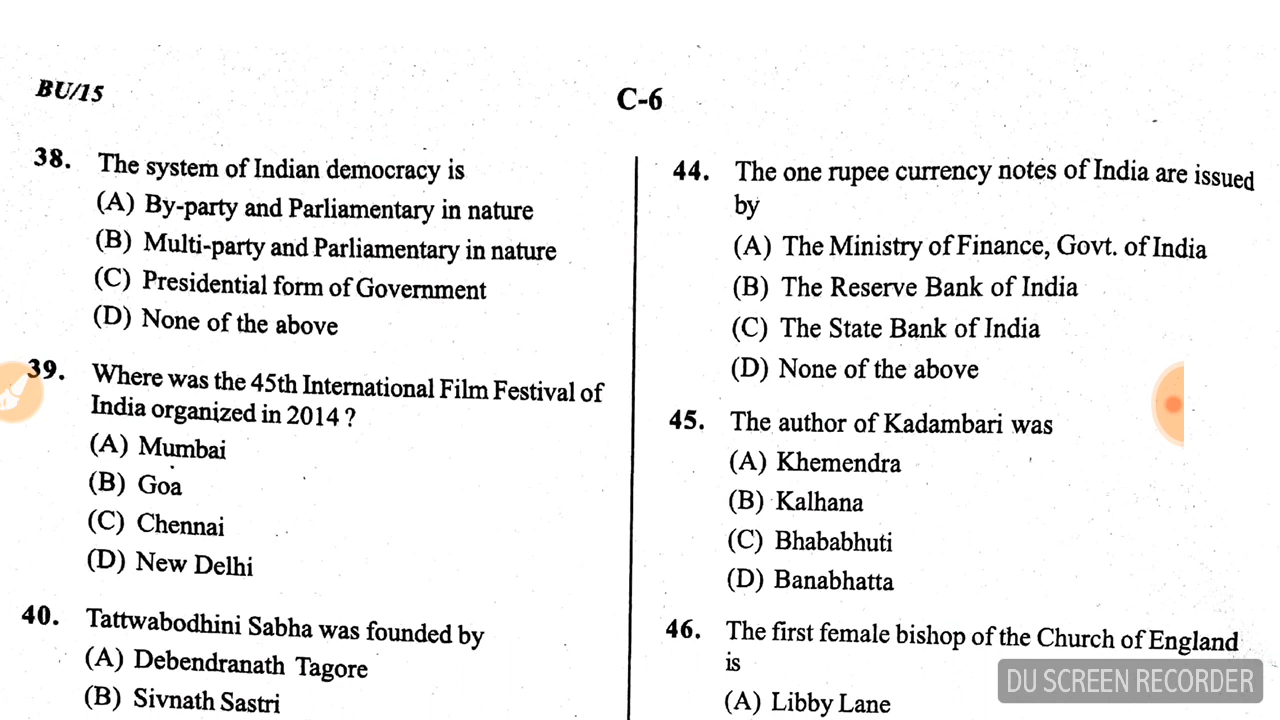 BU/15
C-6
38. The system of Indian democracy is
(A) By-party and Parliamentary in nature
(B) Multi-party and Parliamentary in nature
(C) Presidential form of Government
(D) None of the above
39. Where was the 45th International Film Festival of
India organized in 2014 ?
(A) Mumbai
(B) Goa
(C) Chennai
(D) New Delhi
40. Tattwabodhini Sabha was founded by
(A) Debendranath Tagore
(B) Sivnath Sastri
44. The one rupee currency notes of India are issued
by
(A) The Ministry of Finance, Govt. of India
(B) The Reserve Bank of India
(C) The State Bank of India
(D) None of the above
45. The author of Kadambari was
(A) Khemendra
(B) Kalhana
(C) Bhababhuti
(D) Banabhatta
46. The first female bishop of the Church of England
is
(A) Libby Lane
DU SCREEN RECORDER